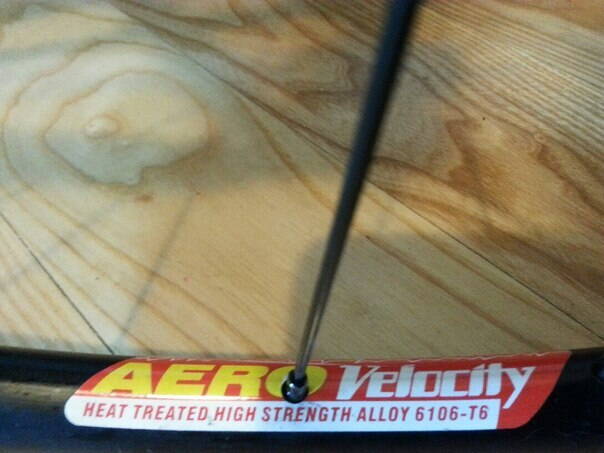 AERO Velocity
HEAT TREATED HIGH STRENGTH ALLOY 6106-T6